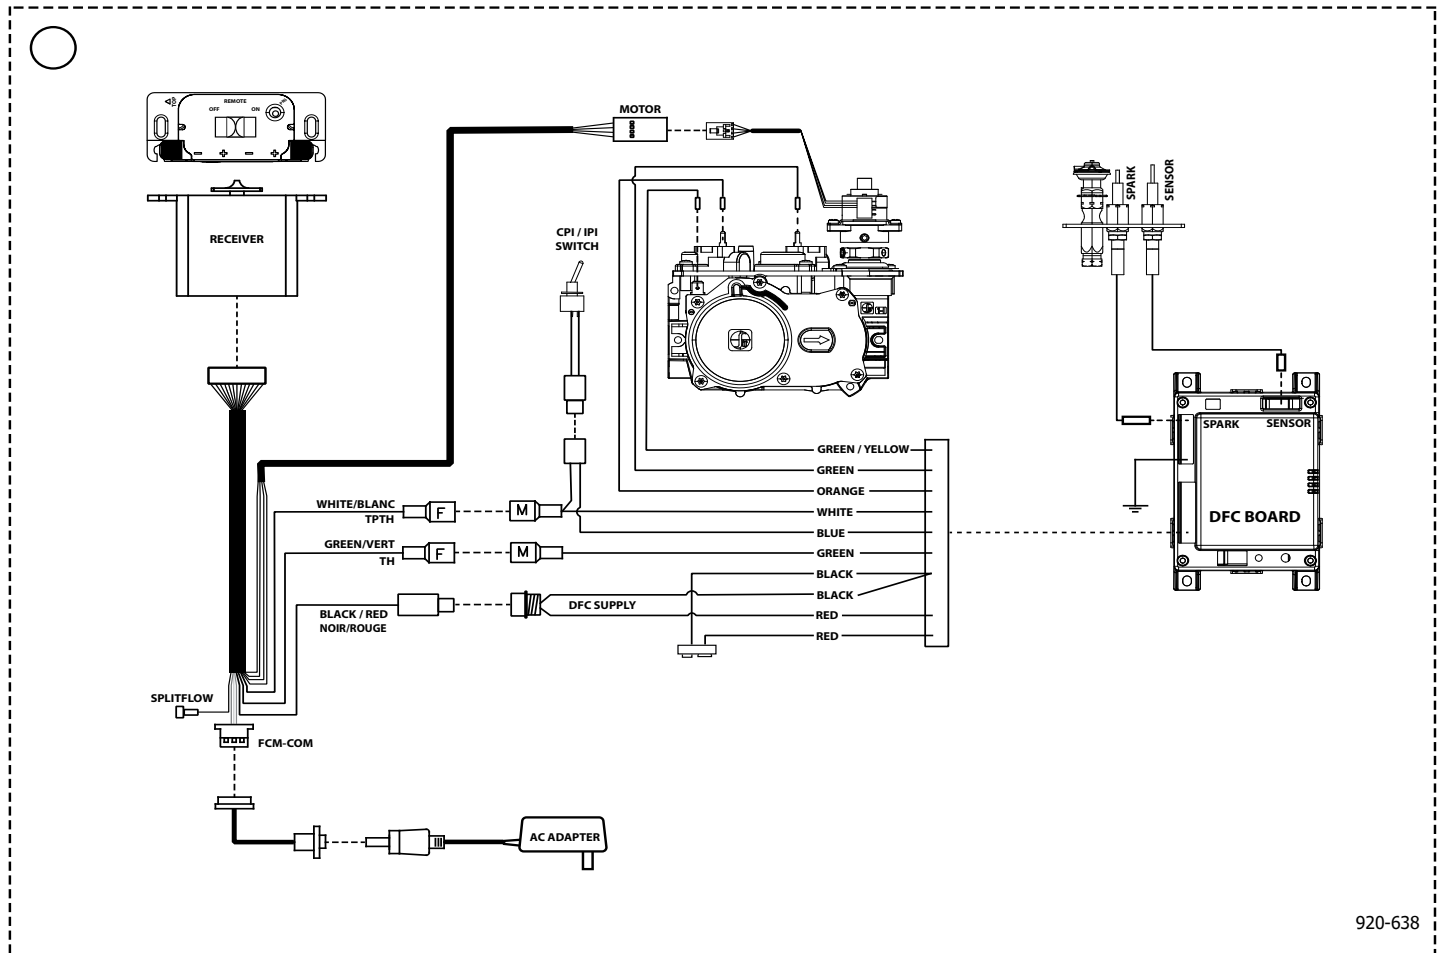 TOP
REMOTE
OFF
ON
RECEIVER
MOTOR
CPI / IPI
SWITCH
SPARK
SENSOR
SPARK
SENSOR
DFC BOARD
GREEN / YELLOW
GREEN
ORANGE
WHITE
BLUE
GREEN
BLACK
BLACK
RED
RED
WHITE/BLANC
TPTH
F
M
GREEN/VERT
TH
F
M
BLACK / RED
NOIR/ROUGE
DFC SUPPLY
SPLITFLOW
FCM-COM
AC ADAPTER
920-638